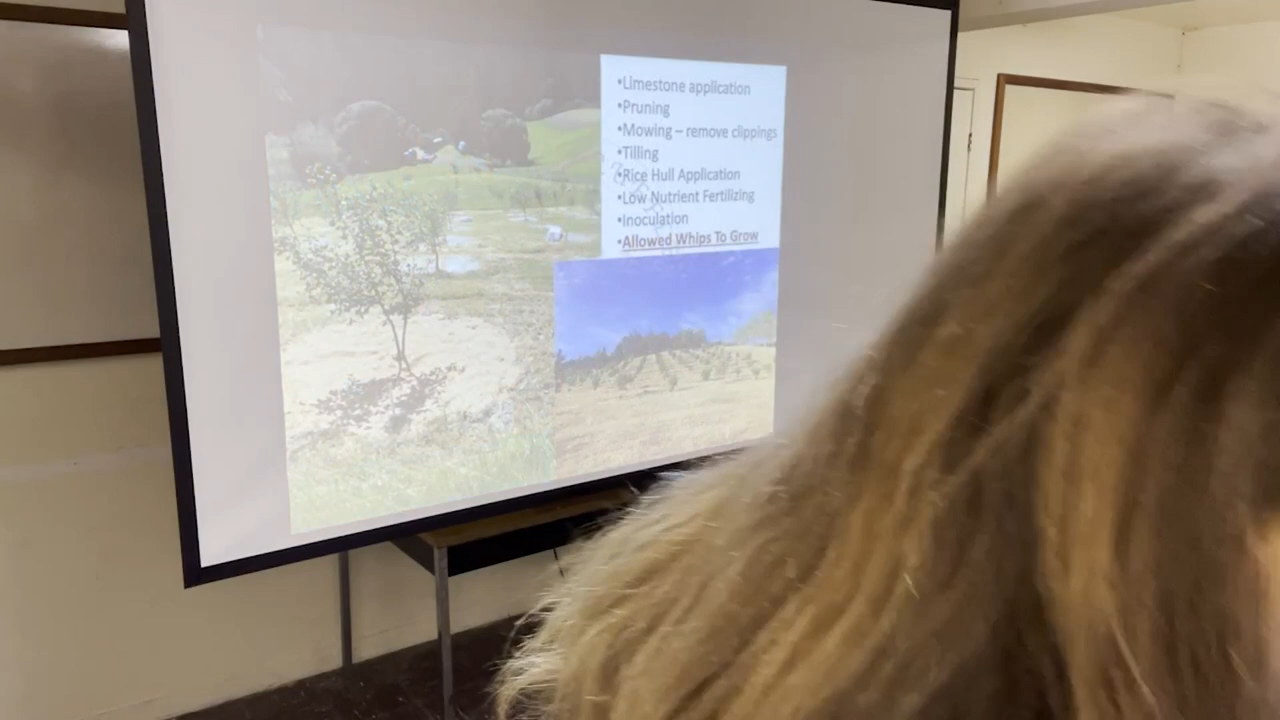 •Limestone application
•Pruning
•Mowing – remove clippings
•Tilling
•Rice Hull Application
•Low Nutrient Fertilizing
•Inoculation
•Allowed Whips To Grow